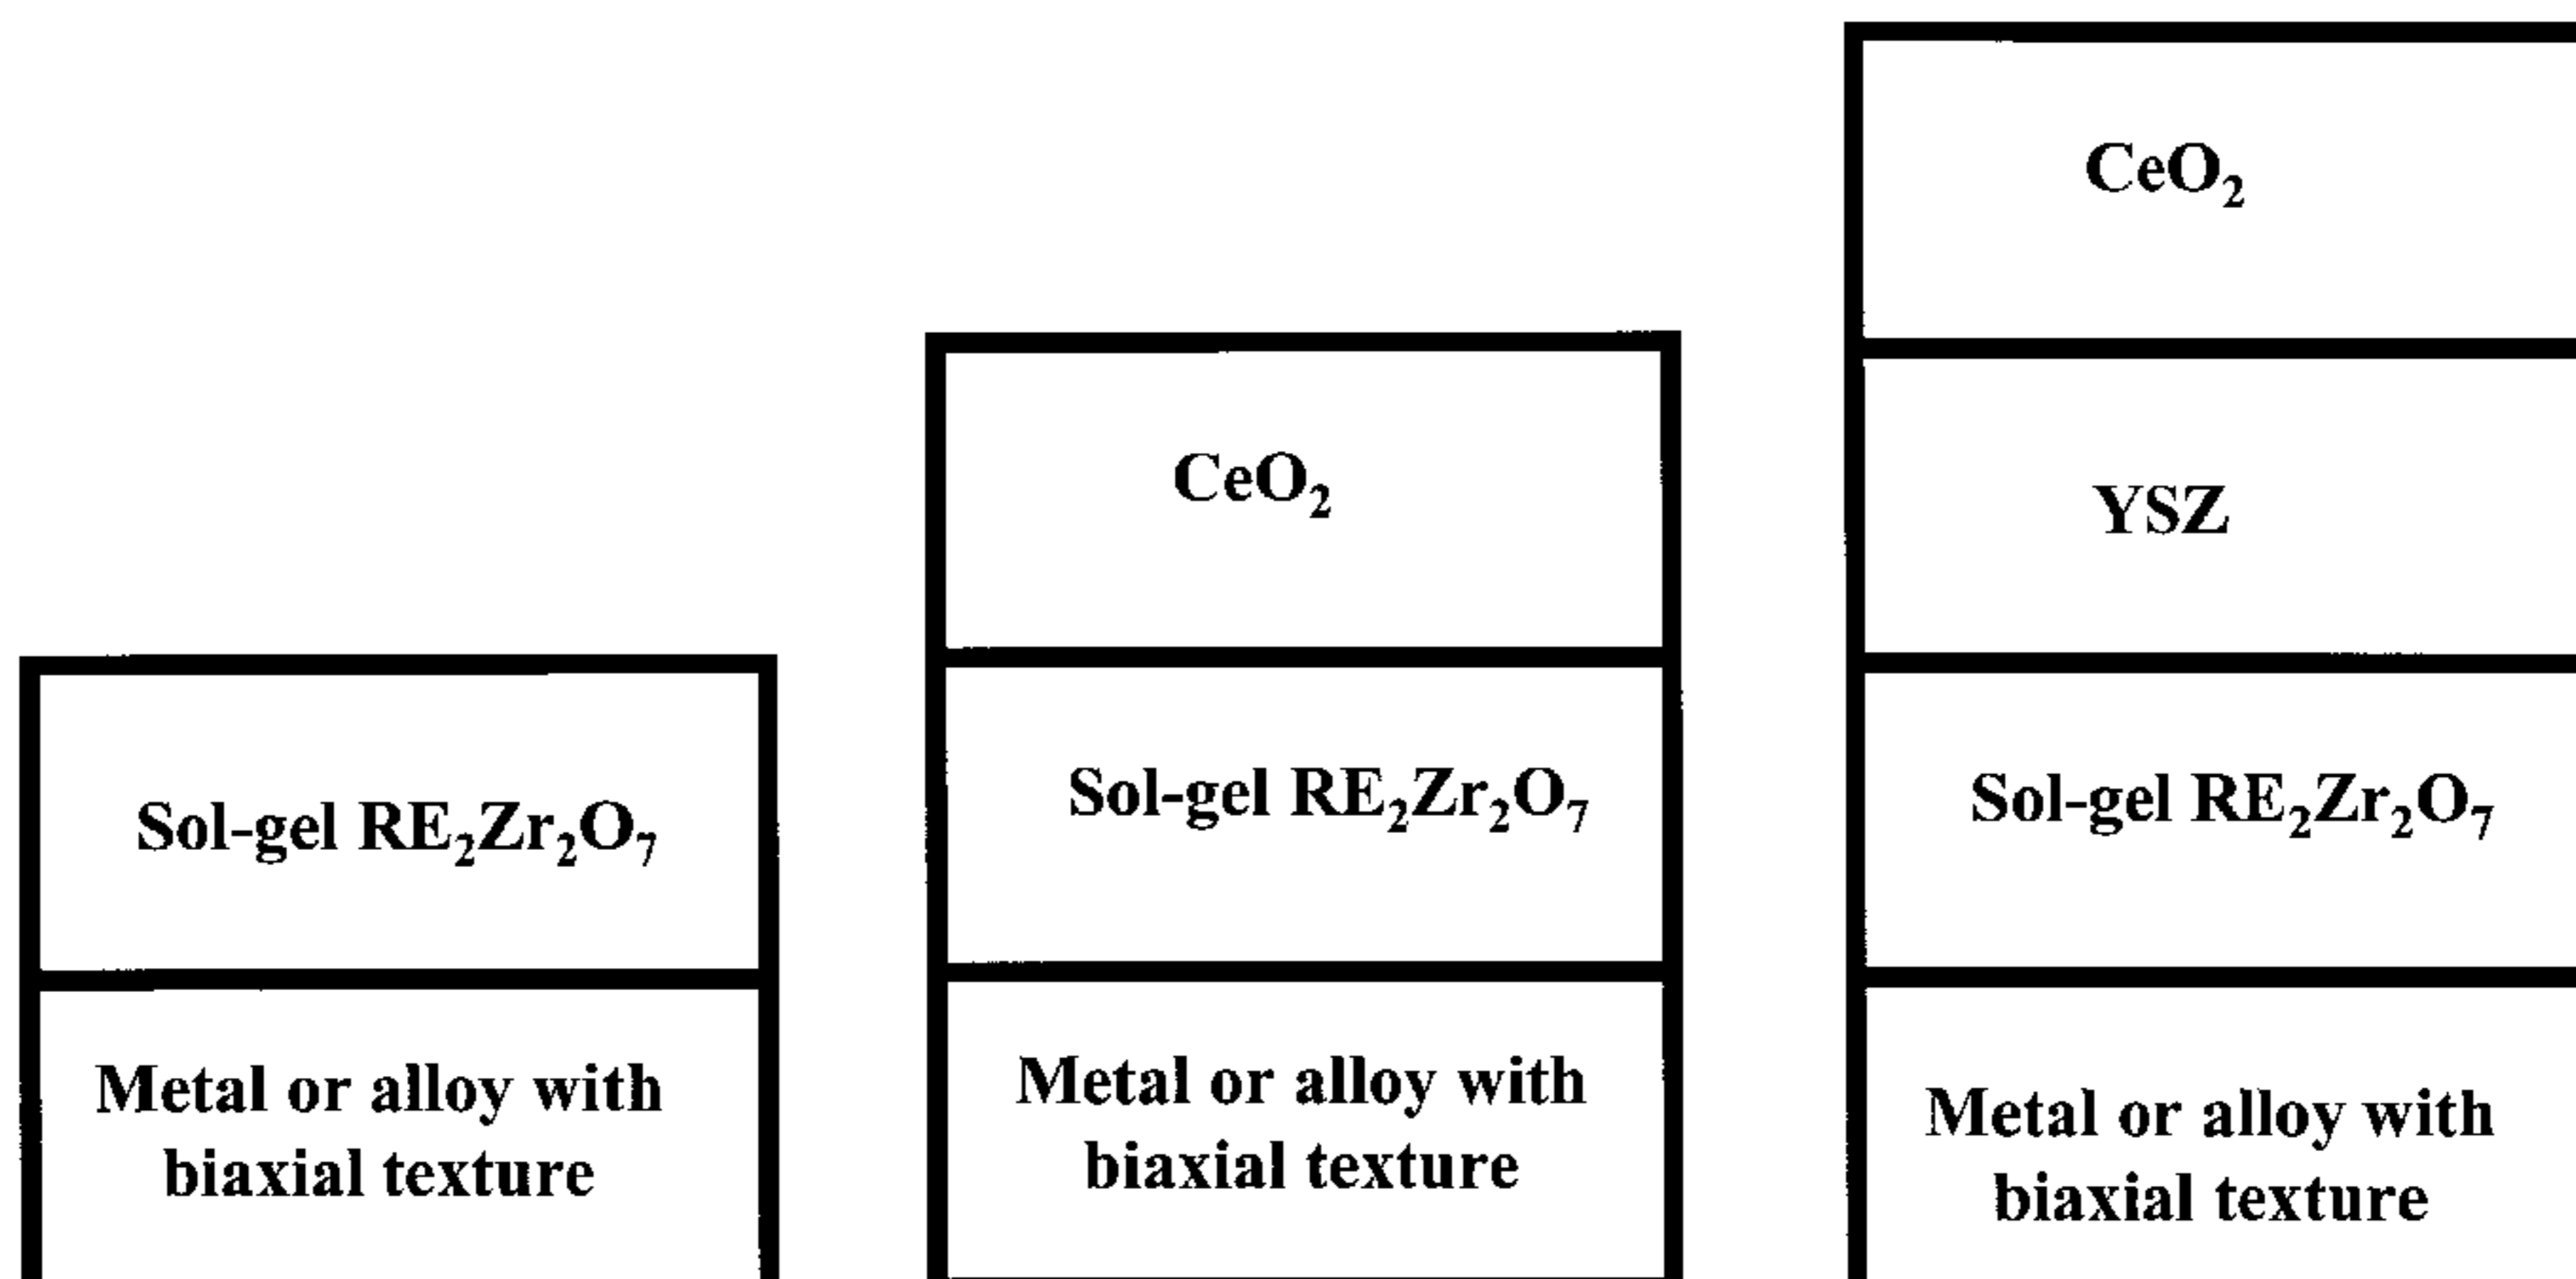 Sol-gel RE₂Zr₂O₇
Metal or alloy with
biaxial texture
CeO₂
Sol-gel RE₂Zr₂O₇
Metal or alloy with
biaxial texture
CeO₂
YSZ
Sol-gel RE₂Zr₂O₇
Metal or alloy with
biaxial texture